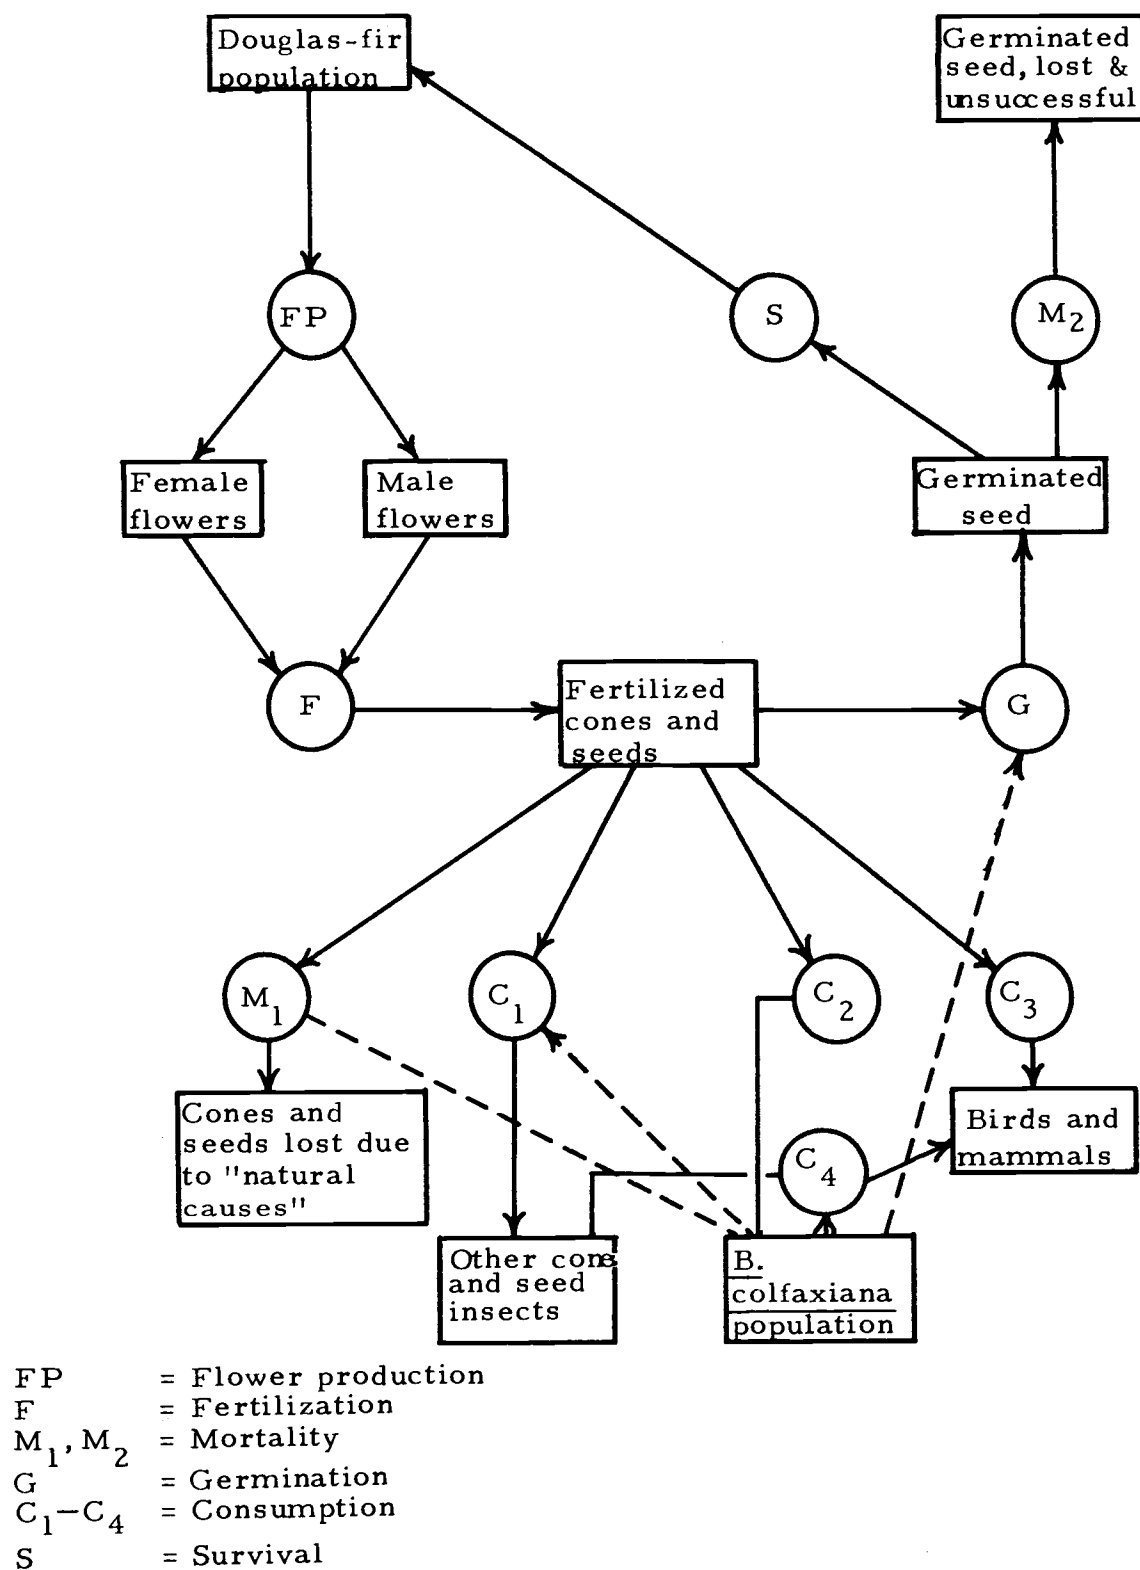 Douglas-fir
population
Germinated
seed, lost &
unsuccessful
FP
S
M2
Female
flowers
Male
flowers
Germinated
seed
F
Fertilized
cones and
seeds
G
M1
C1
C2
C3
Cones and
seeds lost due
to "natural
causes"
C4
Birds and
mammals
Other cone
and seed
insects
B.
colfaxiana
population
FP = Flower production
F = Fertilization
M1, M2 = Mortality
G = Germination
C1-C4 = Consumption
S = Survival